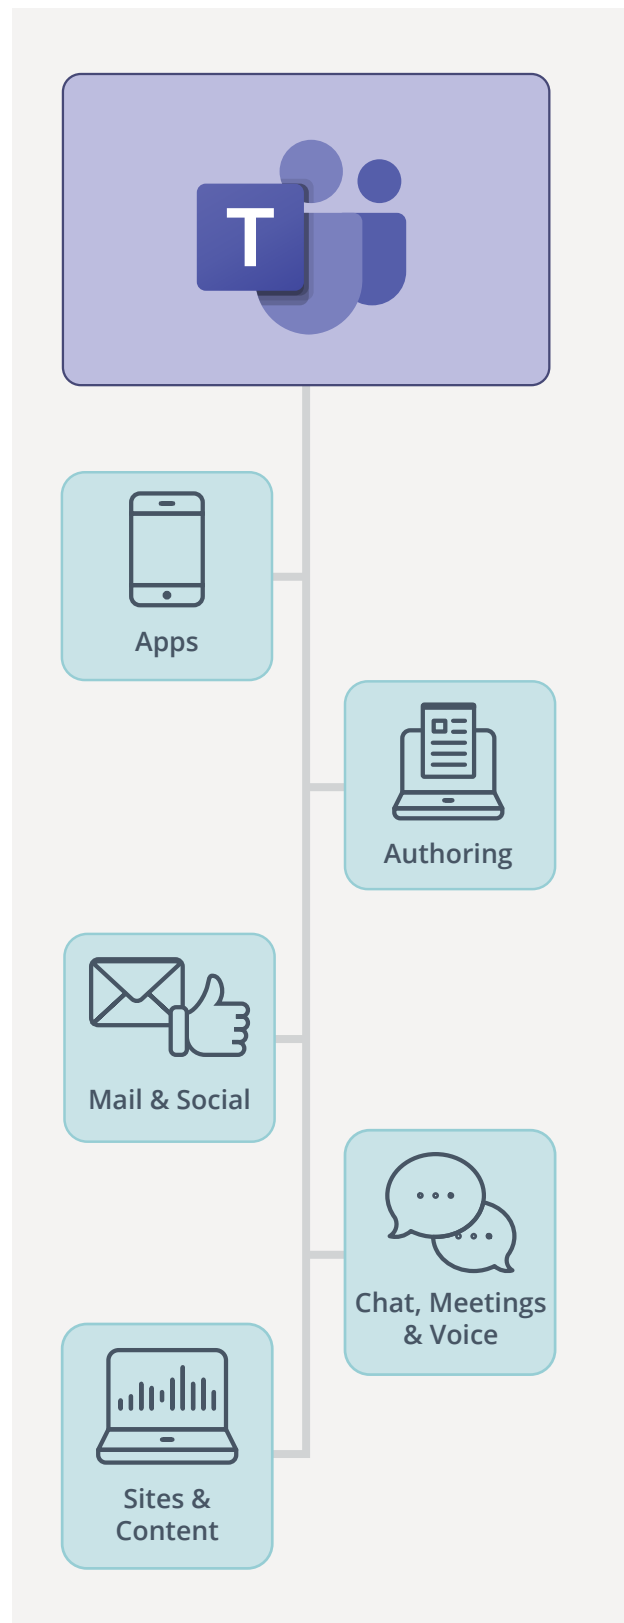 T
Apps
Authoring
Mail & Social
Chat, Meetings
& Voice
Sites &
Content